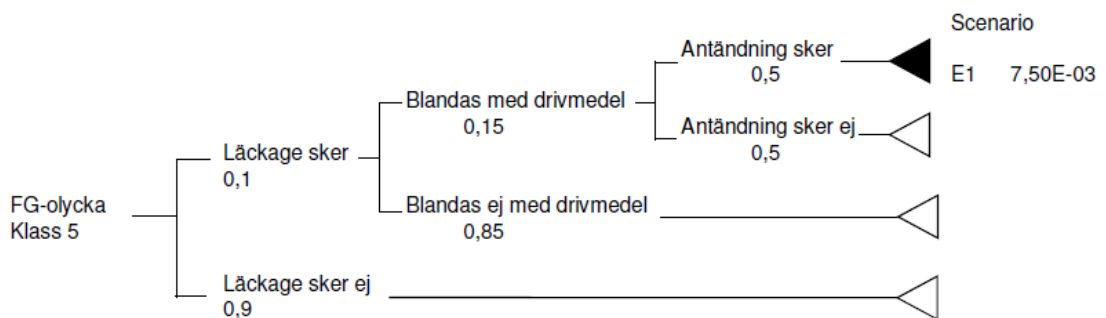 Scenario
Antändning sker
0,5
E1 7,50E-03
Blandas med drivmedel
0,15
Antändning sker ej
0,5
Läckage sker
0,1
FG-olycka
Klass 5
Blandas ej med drivmedel
0,85
Läckage sker ej
0,9